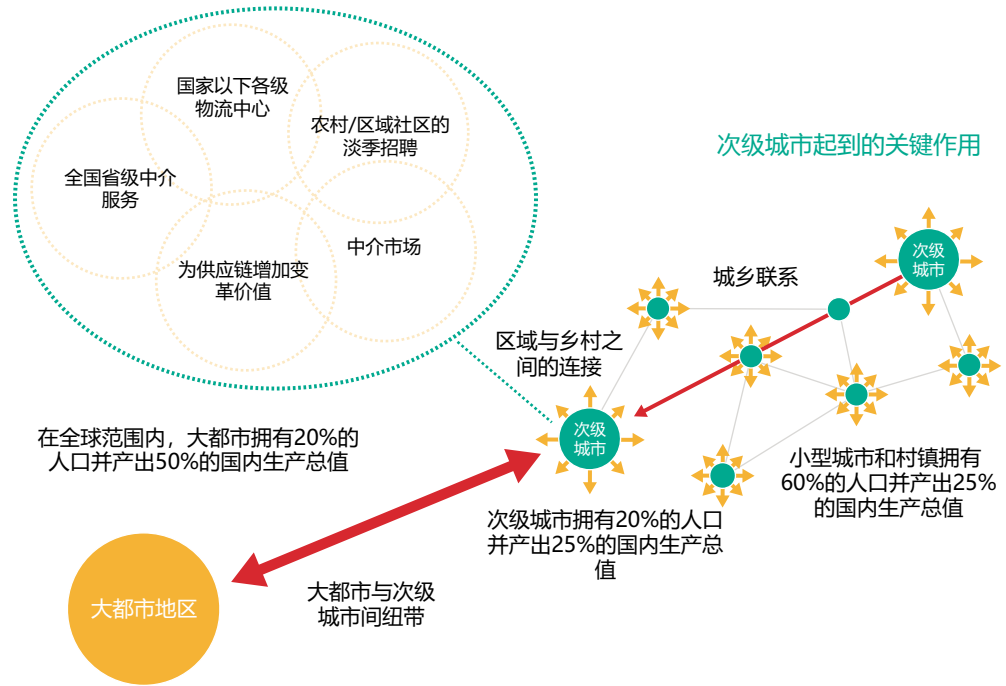 国家以下各级
物流中心
农村/区域社区的
淡季招聘
全国省级中介
服务
中介市场
为供应链增加变
革价值
次级城市起到的关键作用
次级
城市
城乡联系
区域与乡村之
间的连接
次级
城市
在全球范围内，大都市拥有20%的
人口并产出50%的国内生产总值
小型城市和村镇拥有
60%的人口并产出25%
的国内生产总值
次级城市拥有20%的人口
并产出25%的国内生产总
值
大都市地区
大都市与次级
城市间纽带